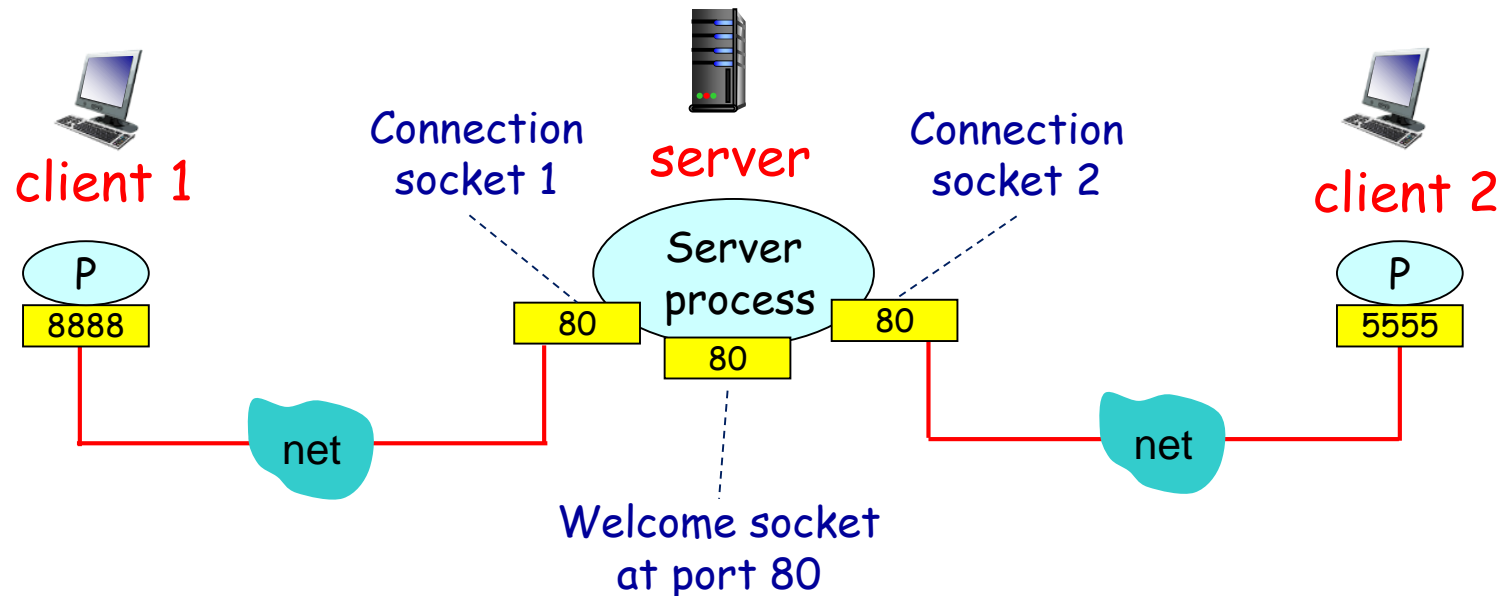 Connection
socket 1
server
Connection
socket 2
client 1
client 2
P
Server
process
P
8888
80
80
5555
80
net
net
Welcome socket
at port 80